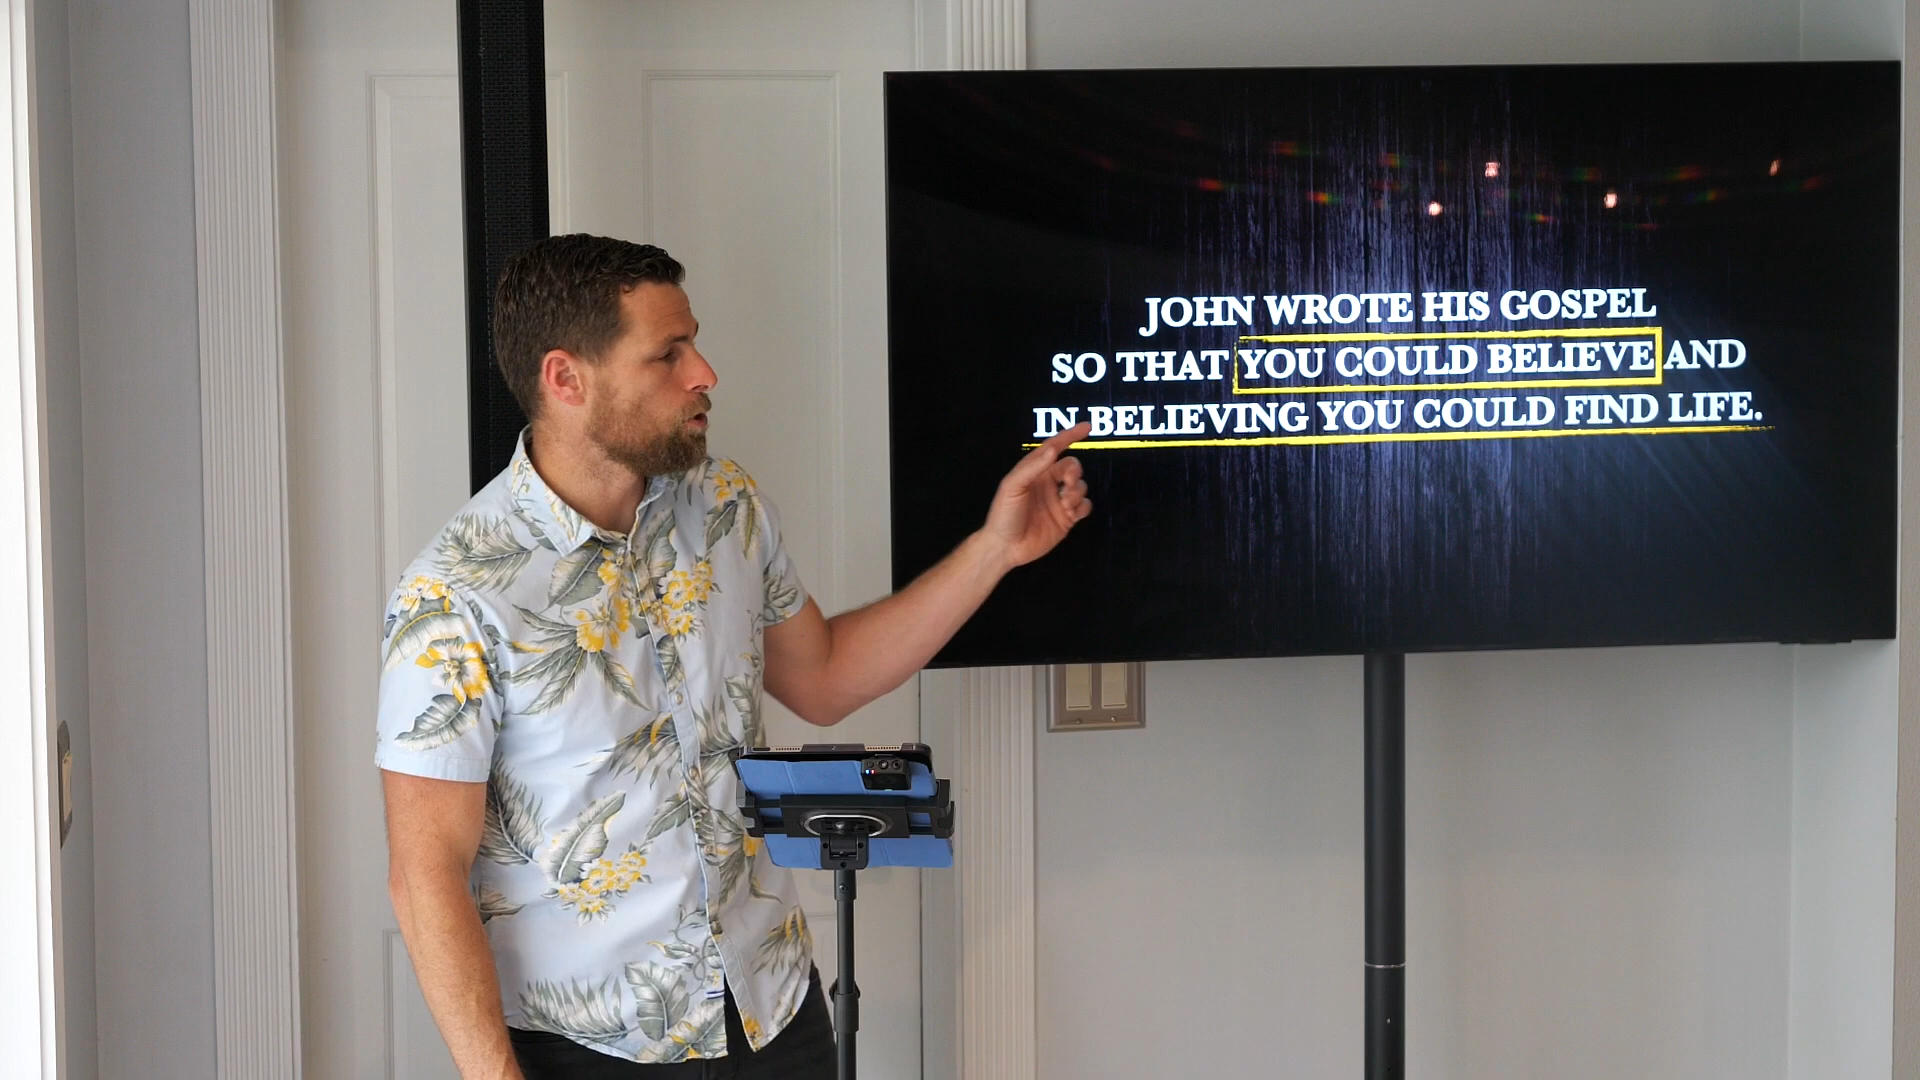 JOHN WROTE HIS GOSPEL
SO THAT YOU COULD BELIEVE AND
IN BELIEVING YOU COULD FIND LIFE.